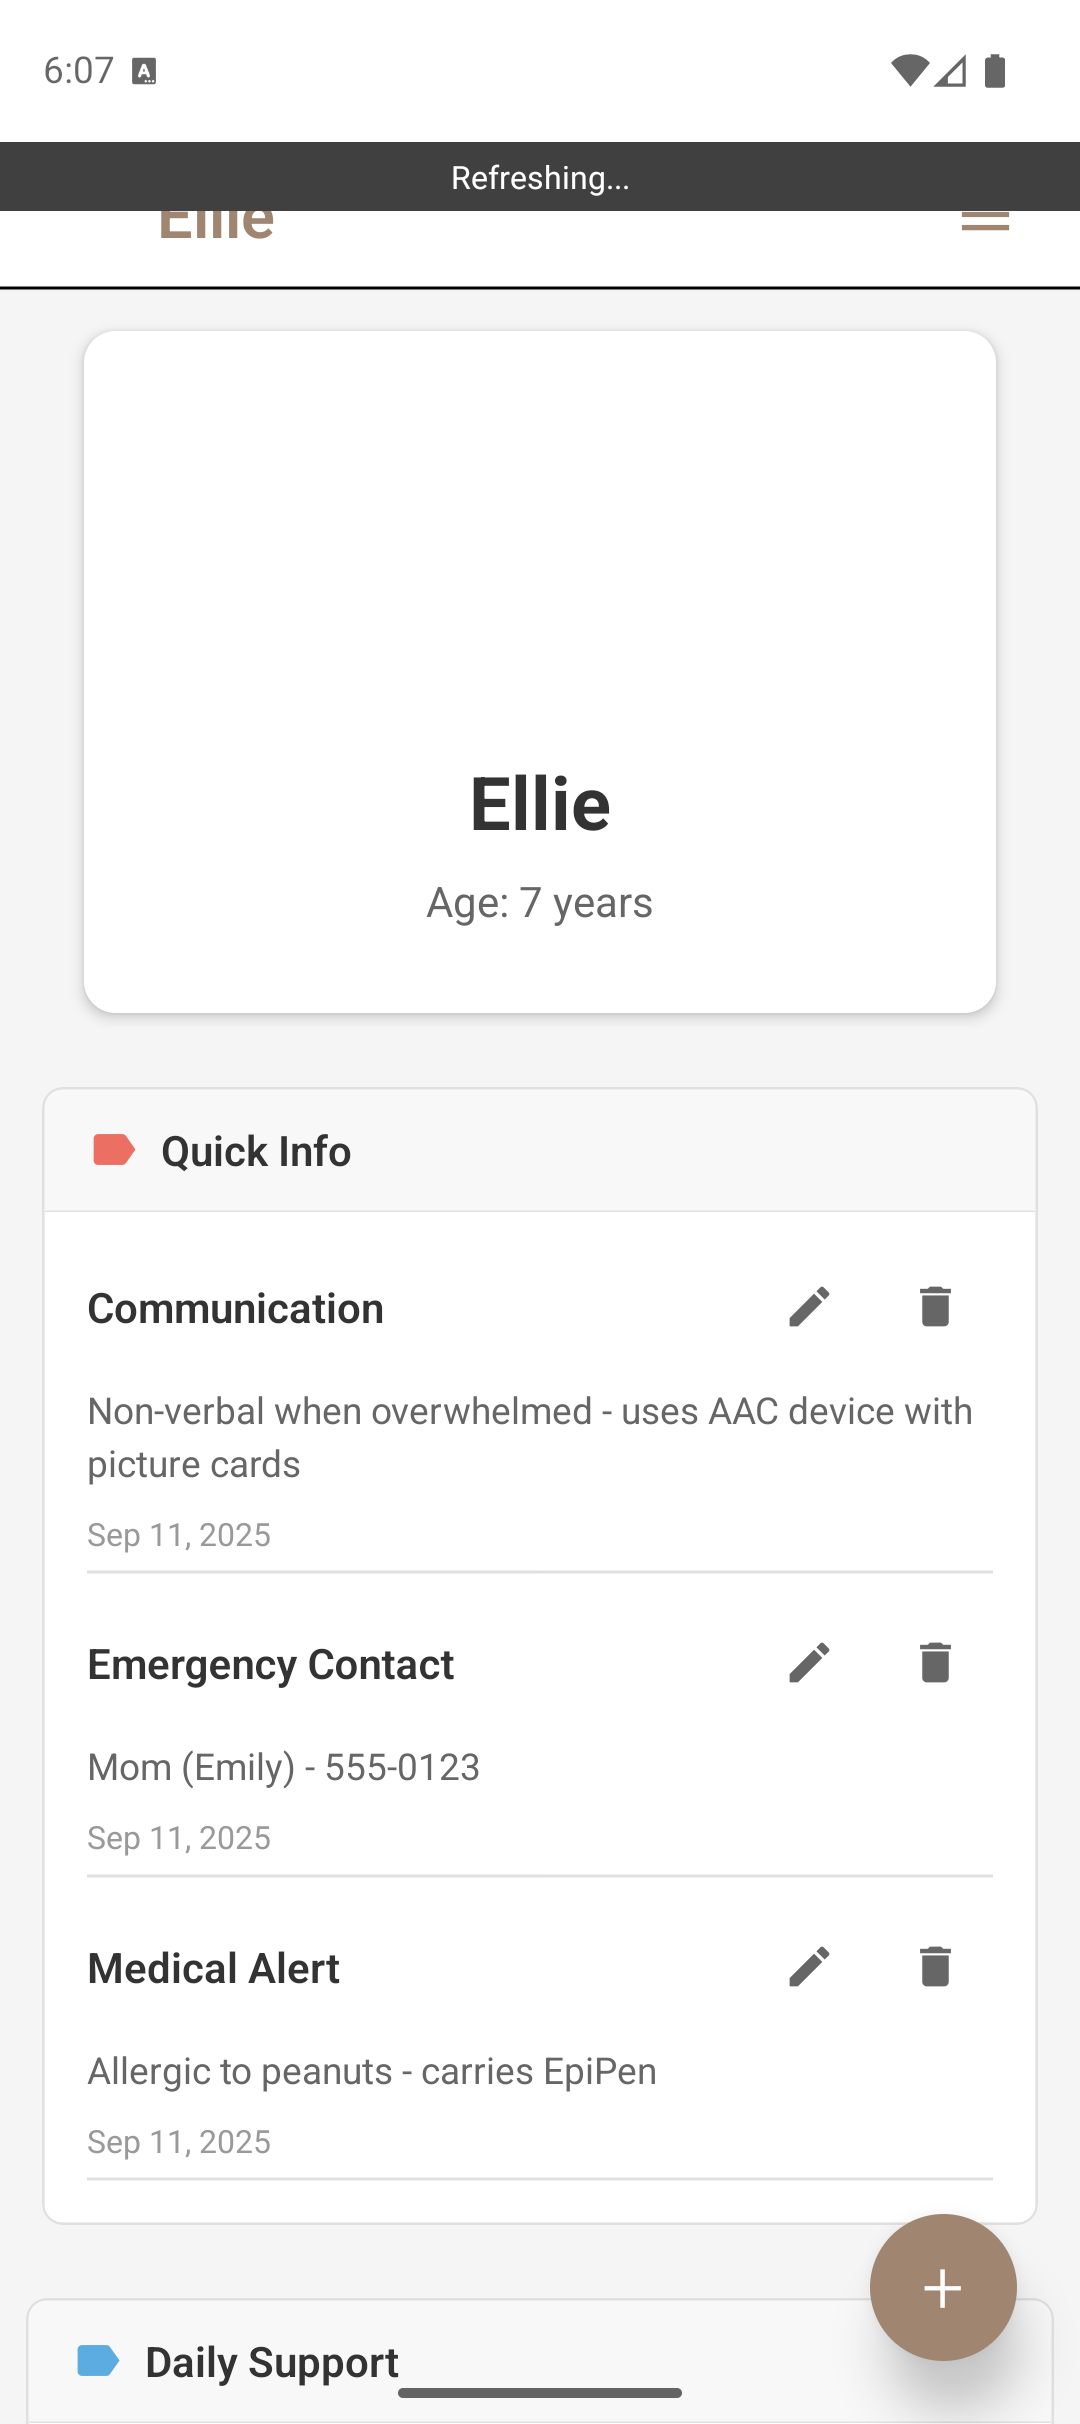 6:07
Refreshing...
Ellie
Ellie
Age: 7 years
Quick Info
Communication
Non-verbal when overwhelmed - uses AAC device with
picture cards
Sep 11, 2025
Emergency Contact
Mom (Emily) - 555-0123
Sep 11, 2025
Medical Alert
Allergic to peanuts - carries EpiPen
Sep 11, 2025
Daily Support